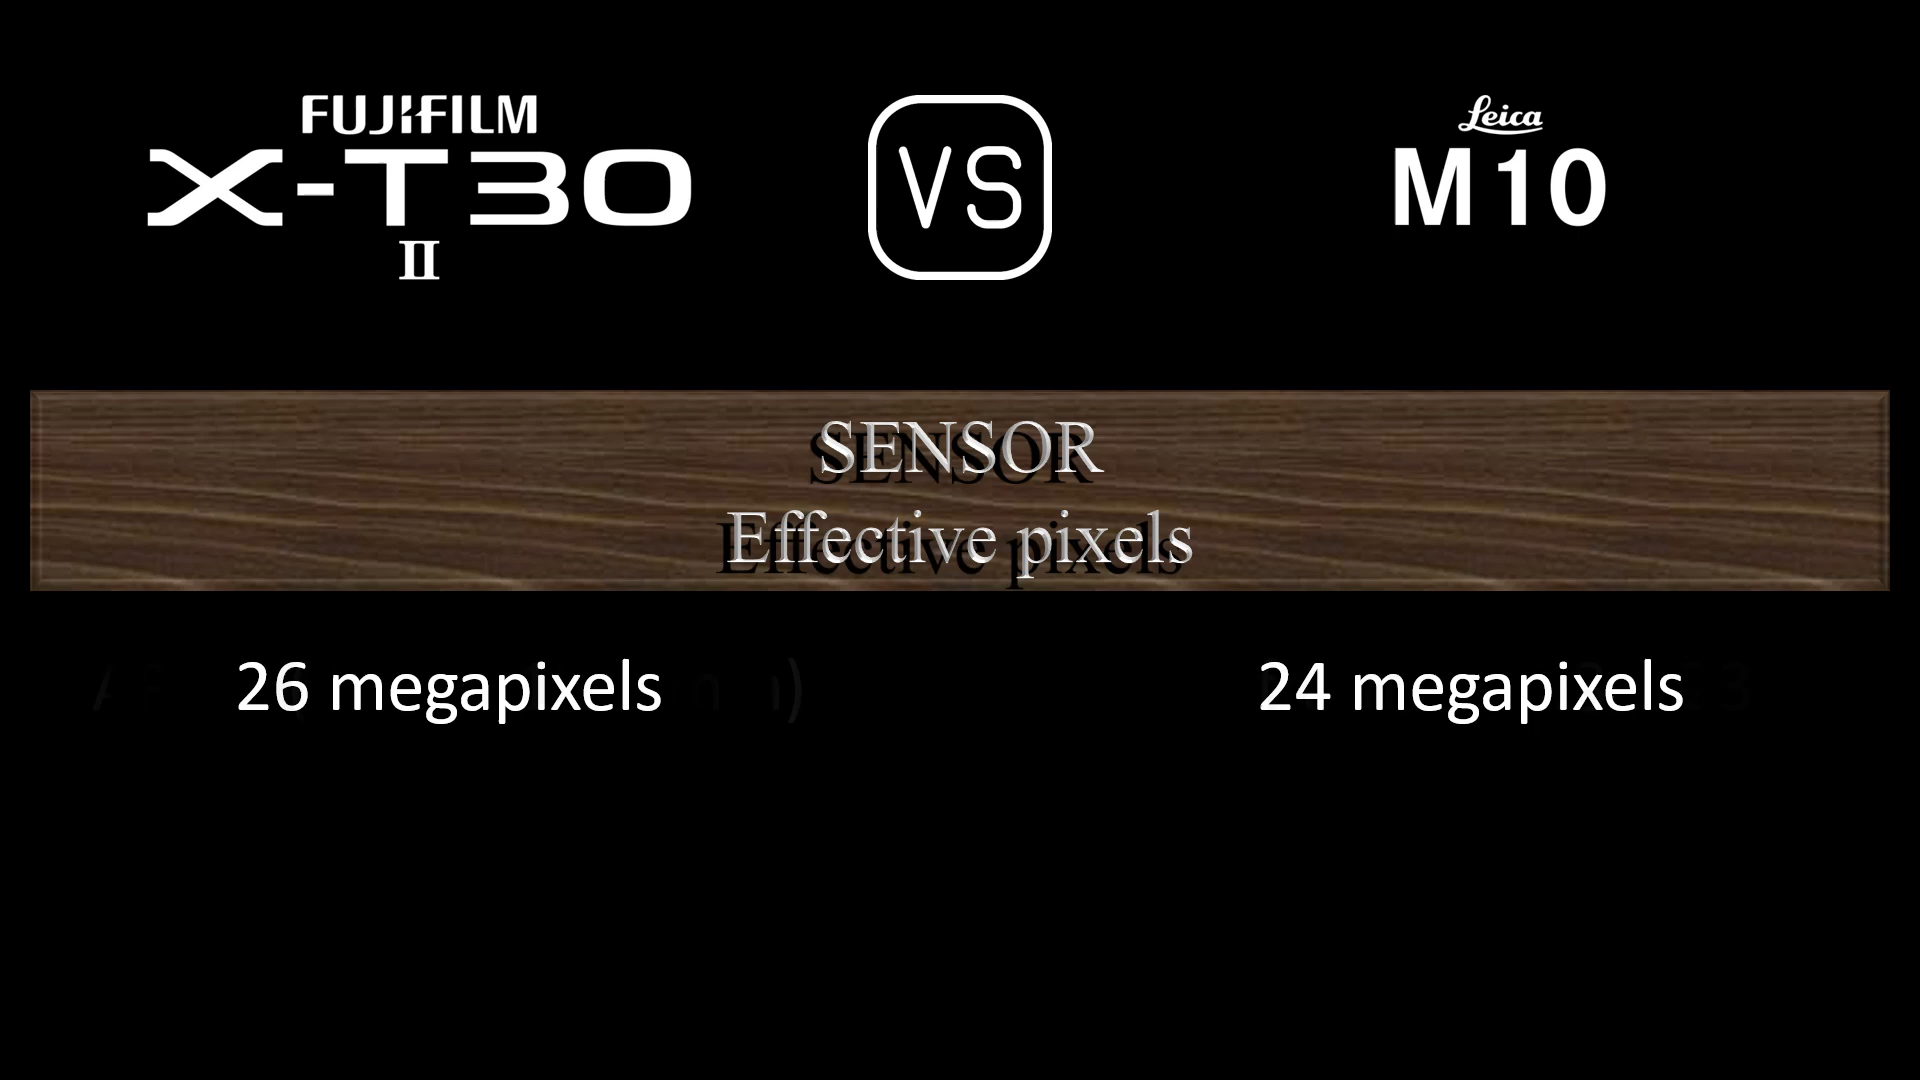 FUJIFILM
X-T30
II
VS
Leica
M10
SENSOR
Effective pixels
26 megapixels
24 megapixels